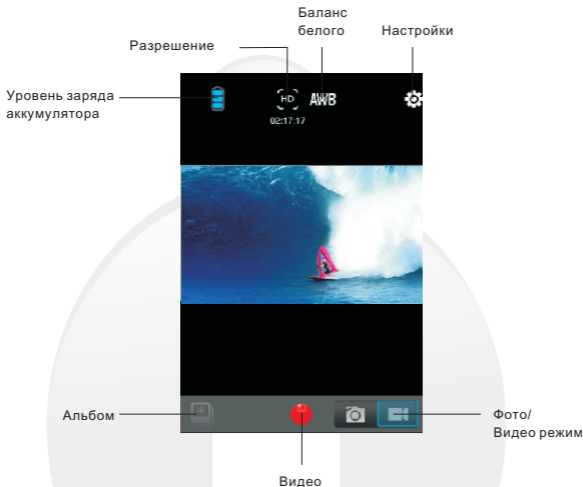 Баланс
белого
Разрешение
Настройки
Уровень заряда
аккумулятора
HD
AWB
02:17:17
Альбом
Фото/
Видео режим
Видео